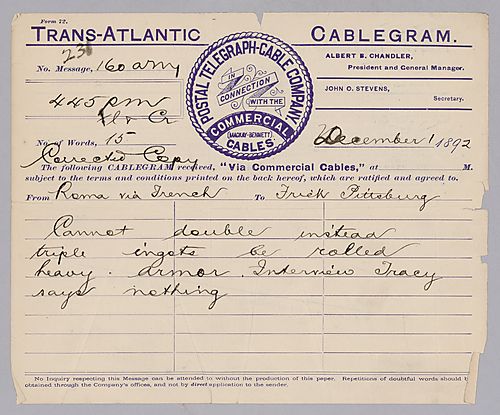 Form 72.
TRANS-ATLANTIC CABLEGRAM.
231
POSTAL TELEGRAPH-CABLE COMPANY
IN CONNECTION WITH THE
COMMERCIAL
(MACKAY-BENNETT)
CABLES
ALBERT B. CHANDLER,
President and General Manager.
JOHN O. STEVENS,
Secretary.
No. Message, 160 amy
445 pm
No. of Words, 15
December 1 1892
Corrected Copy
The following CABLEGRAM received, "Via Commercial Cables," at M.
subject to the terms and conditions printed on the back hereof, which are ratified and agreed to.
From Roma via French To Frick Pittsburg
Cannot double instead
triple ingots be rolled
heavy. armor. Interview Tracy
says nothing
No Inquiry respecting this Message can be attended to without the production of this paper. Repetitions of doubtful words should
obtained through the Company's offices, and not by direct application to the sender.